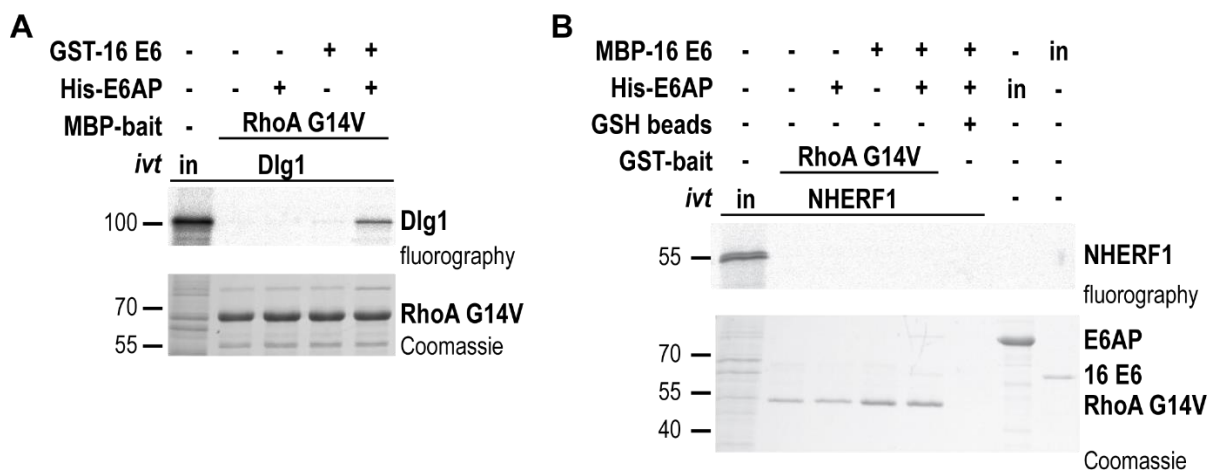 A
GST-16 E6 - - + +
His-E6AP - + - +
MBP-bait - RhoA G14V
ivt in Dlg1
100 Dlg1
fluorography
70 RhoA G14V
55 Coomassie
B
MBP-16 E6 - - - + + + - in
His-E6AP - - + - + + in -
GSH beads - - - - - + - -
GST-bait - RhoA G14V - - -
ivt in NHERF1 - -
55 NHERF1
fluorography
E6AP
70
16 E6
55 RhoA G14V
40
Coomassie